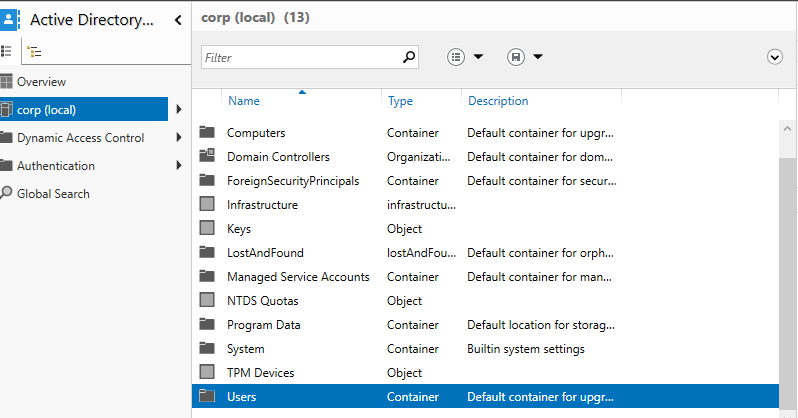 Active Directory...
corp (local) (13)
Filter
Overview
corp (local)
Dynamic Access Control
Authentication
Global Search
Name Type Description
Computers Container Default container for upgr...
Domain Controllers Organizati... Default container for dom...
ForeignSecurityPrincipals Container Default container for secur...
Infrastructure infrastructu...
Keys Object
LostAndFound lostAndFou... Default container for orph...
Managed Service Accounts Container Default container for man...
NTDS Quotas Object
Program Data Container Default location for storag...
System Container Builtin system settings
TPM Devices Object
Users Container Default container for upgr...